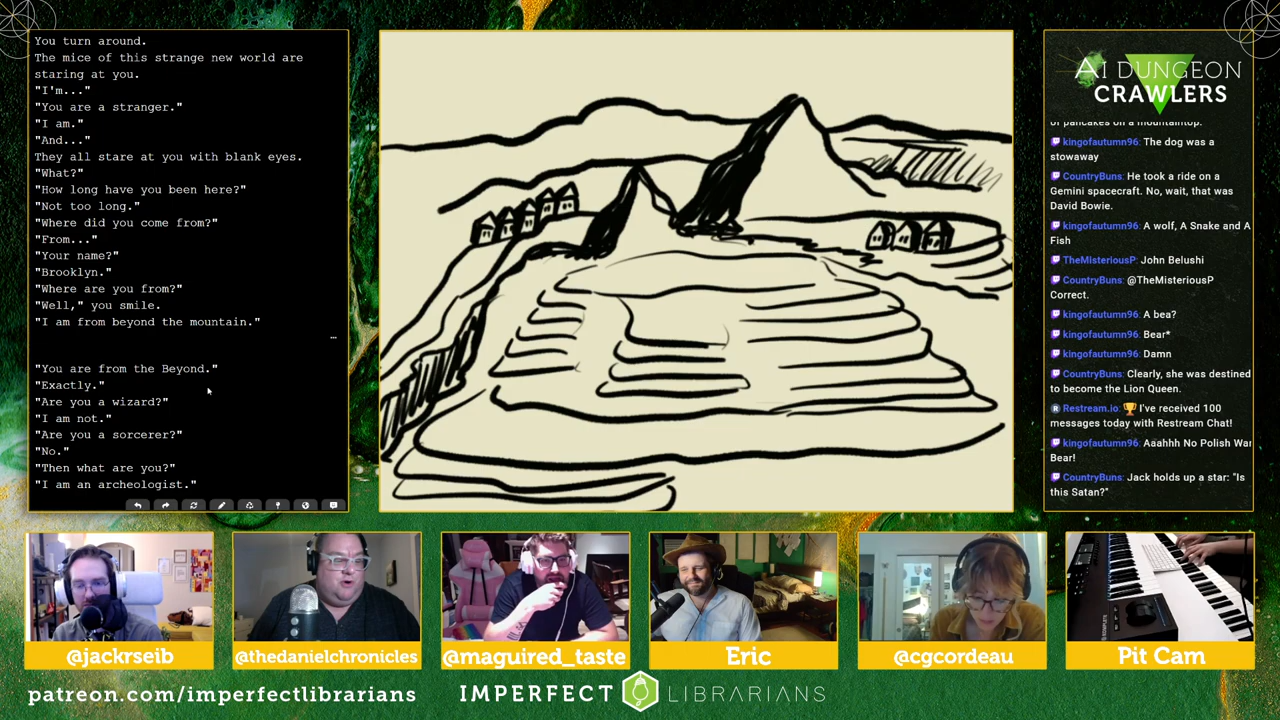 You turn around.
The mice of this strange new world are
staring at you.
"I'm..."
"You are a stranger."
"I am."
"And..."
They all stare at you with blank eyes.
"What?"
"How long have you been here?"
"Not too long."
"Where did you come from?"
"From..."
"Your name?"
"Brooklyn."
"Where are you from?"
"Well," you smile.
"I am from beyond the mountain."
…
"You are from the Beyond."
"Exactly."
"Are you a wizard?"
"I am not."
"Are you a sorcerer?"
"No."
"Then what are you?"
"I am an archeologist."
AI DUNGEON
CRAWLERS
of pancakes on a mountaintop.
kingofautumn96: The dog was a
stowaway
CountryBuns: He took a ride on a
Gemini spacecraft. No, wait, that was
David Bowie.
kingofautumn96: A wolf, A Snake and A
Fish
TheMisteriousP: John Belushi
CountryBuns: @TheMisteriousP
Correct.
kingofautumn96: A bea?
kingofautumn96: Bear*
kingofautumn96: Damn
CountryBuns: Clearly, she was destined
to become the Lion Queen.
Restream.io: 🏆 I've received 100
messages today with Restream Chat!
kingofautumn96: Aaahhh No Polish War
Bear!
CountryBuns: Jack holds up a star: "Is
this Satan?"
@jackrseib
@thedanielchronicles
@maguired_taste
Eric
@cgcordeau
Pit Cam
patreon.com/imperfectlibrarians
IMPERFECT LIBRARIANS